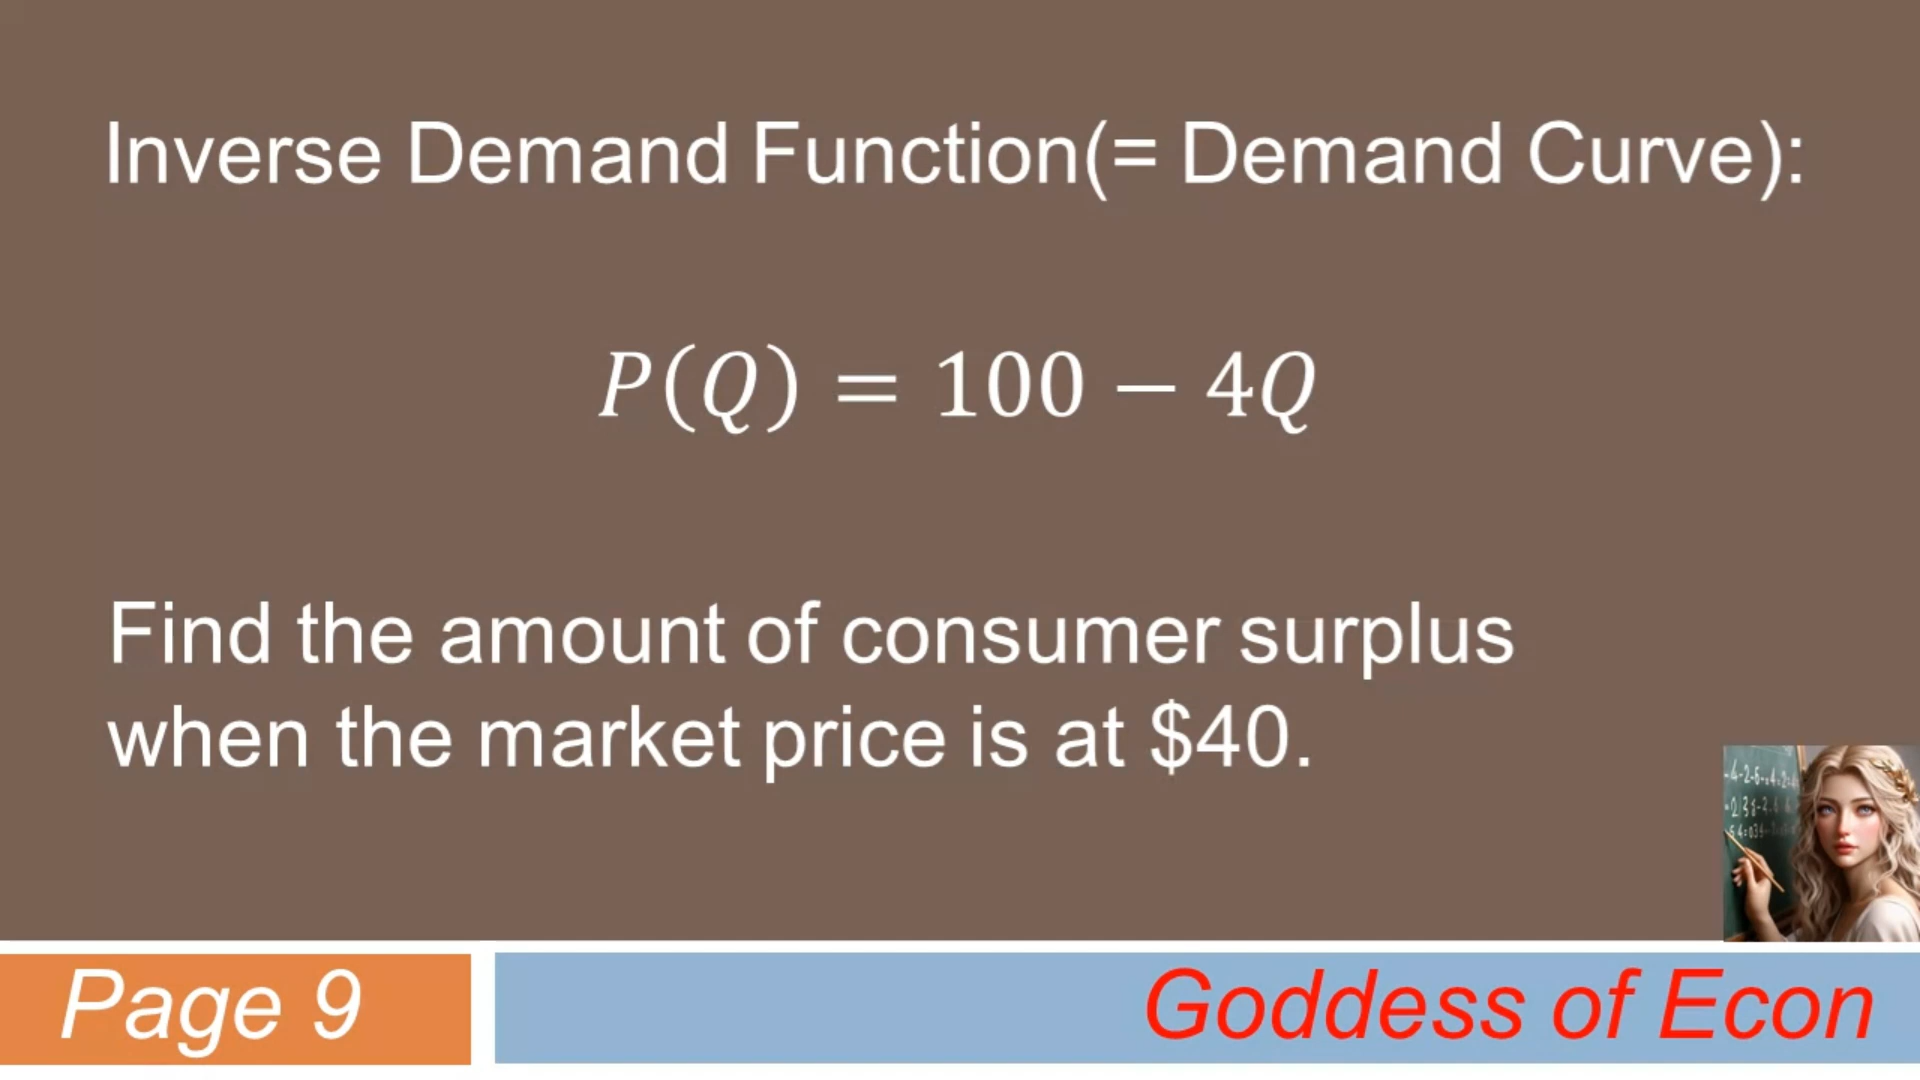 Inverse Demand Function(= Demand Curve):
P(Q) = 100 − 4Q
Find the amount of consumer surplus
when the market price is at $40.
Page 9
Goddess of Econ